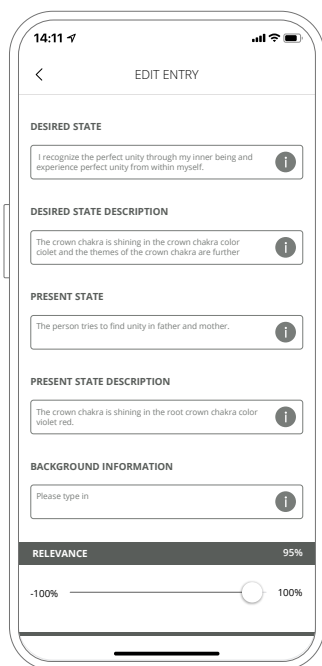 14:11
EDIT ENTRY
DESIRED STATE
I recognize the perfect unity through my inner being and
experience perfect unity from within myself.
DESIRED STATE DESCRIPTION
The crown chakra is shining in the crown chakra color
ciolet and the themes of the crown chakra are further
PRESENT STATE
The person tries to find unity in father and mother.
PRESENT STATE DESCRIPTION
The crown chakra is shining in the root crown chakra color
violet red.
BACKGROUND INFORMATION
Please type in
RELEVANCE 95%
-100% 100%